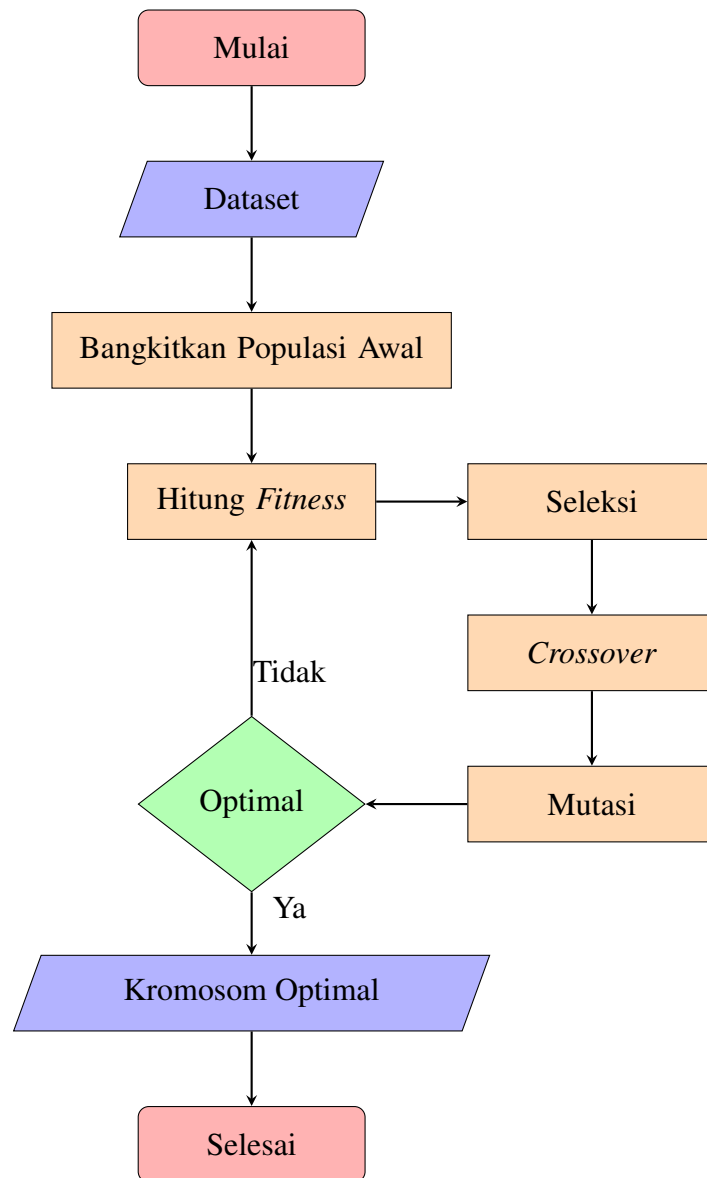 Mulai
Dataset
Bangkitkan Populasi Awal
Hitung Fitness
Seleksi
Crossover
Tidak
Optimal
Mutasi
Ya
Kromosom Optimal
Selesai